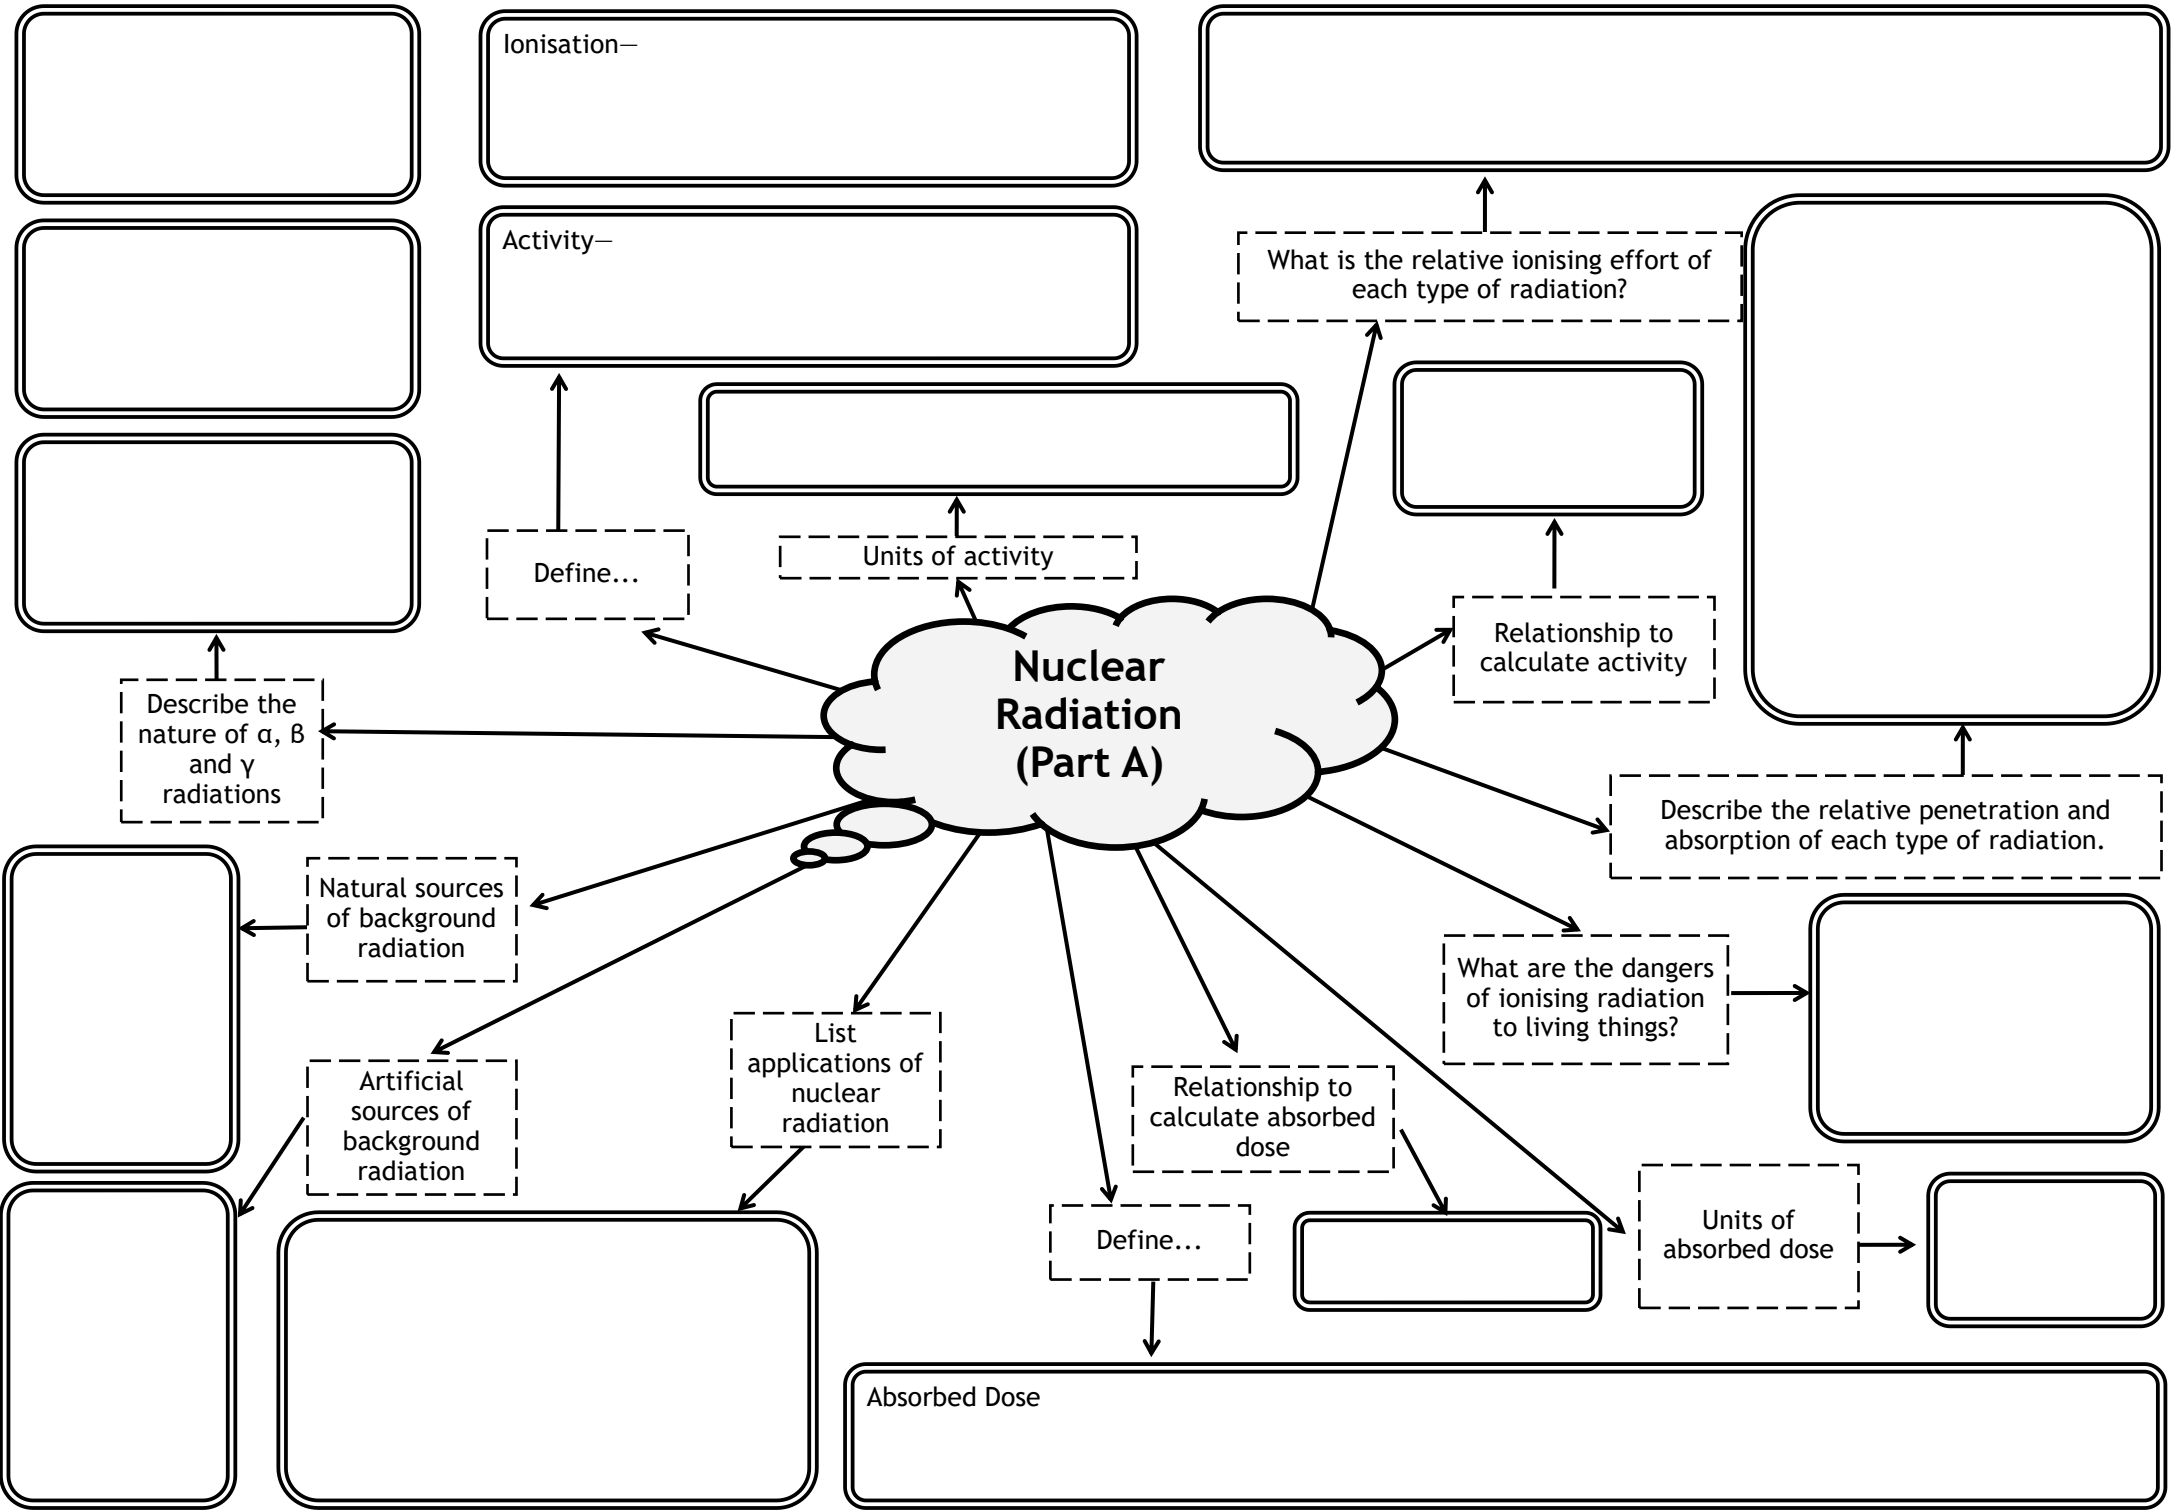 Ionisation—
Activity—
What is the relative ionising effort of
each type of radiation?
Define...
Units of activity
Relationship to
calculate activity
Nuclear
Radiation
(Part A)
Describe the
nature of α, β
and γ
radiations
Describe the relative penetration and
absorption of each type of radiation.
Natural sources
of background
radiation
What are the dangers
of ionising radiation
to living things?
List
applications of
nuclear
radiation
Artificial
sources of
background
radiation
Relationship to
calculate absorbed
dose
Define...
Units of
absorbed dose
Absorbed Dose